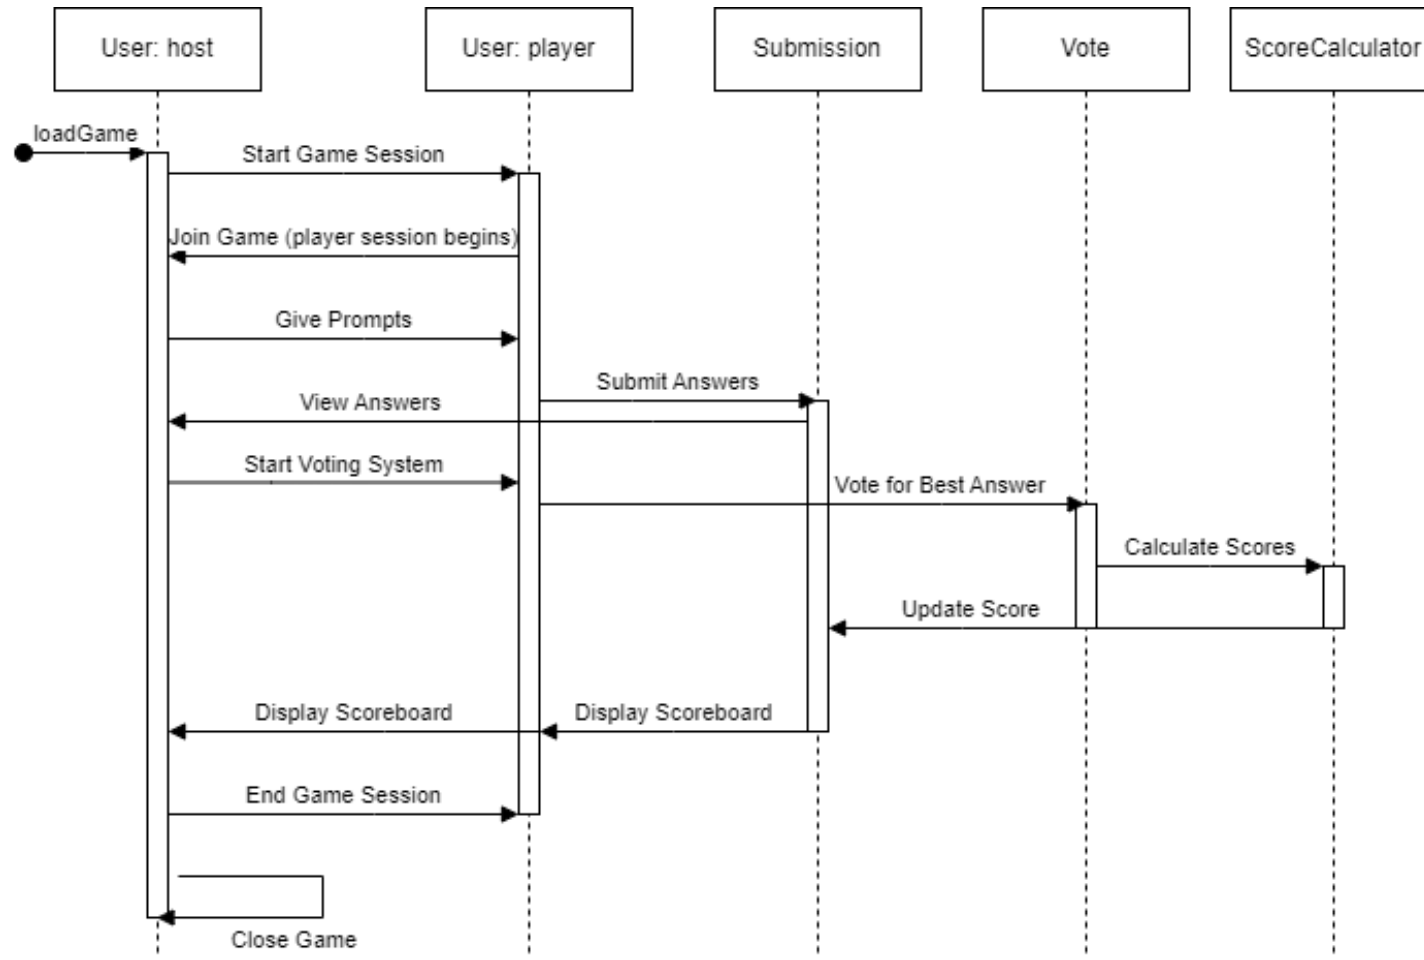 User: host
User: player
Submission
Vote
ScoreCalculator
loadGame
Start Game Session
Join Game (player session begins)
Give Prompts
Submit Answers
View Answers
Start Voting System
Vote for Best Answer
Calculate Scores
Update Score
Display Scoreboard
Display Scoreboard
End Game Session
Close Game